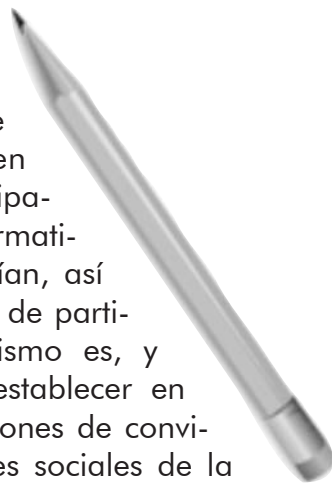 e
en
ipa-
rmati-
ían, así
de parti-
ismo es, y
establecer en
ones de convi-
es sociales de la